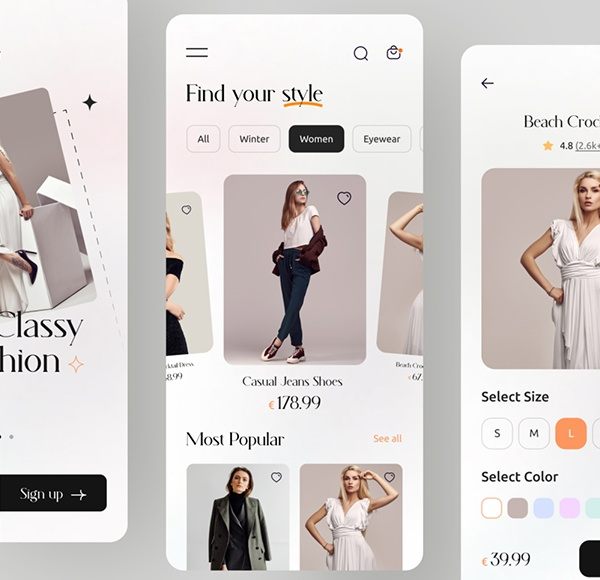 Classy
hion
Sign up
Find your style
All
Winter
Women
Eyewear
Casual Jeans Shoes
€ 178.99
Most Popular
See all
Beach Croc
4.8 (2.6k+
Select Size
S
M
L
Select Color
€ 39.99